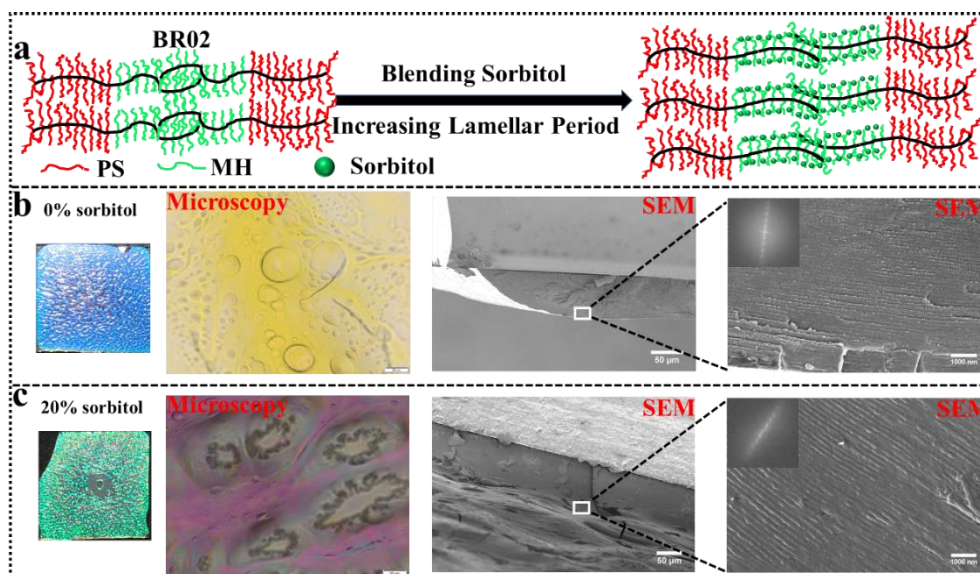 a
BR02
Blending Sorbitol
Increasing Lamellar Period
PS
MH
Sorbitol
b
0% sorbitol
Microscopy
SEM
50 μm
SEM
1000 nm
c
20% sorbitol
Microscopy
SEM
50 μm
SEM
1000 nm